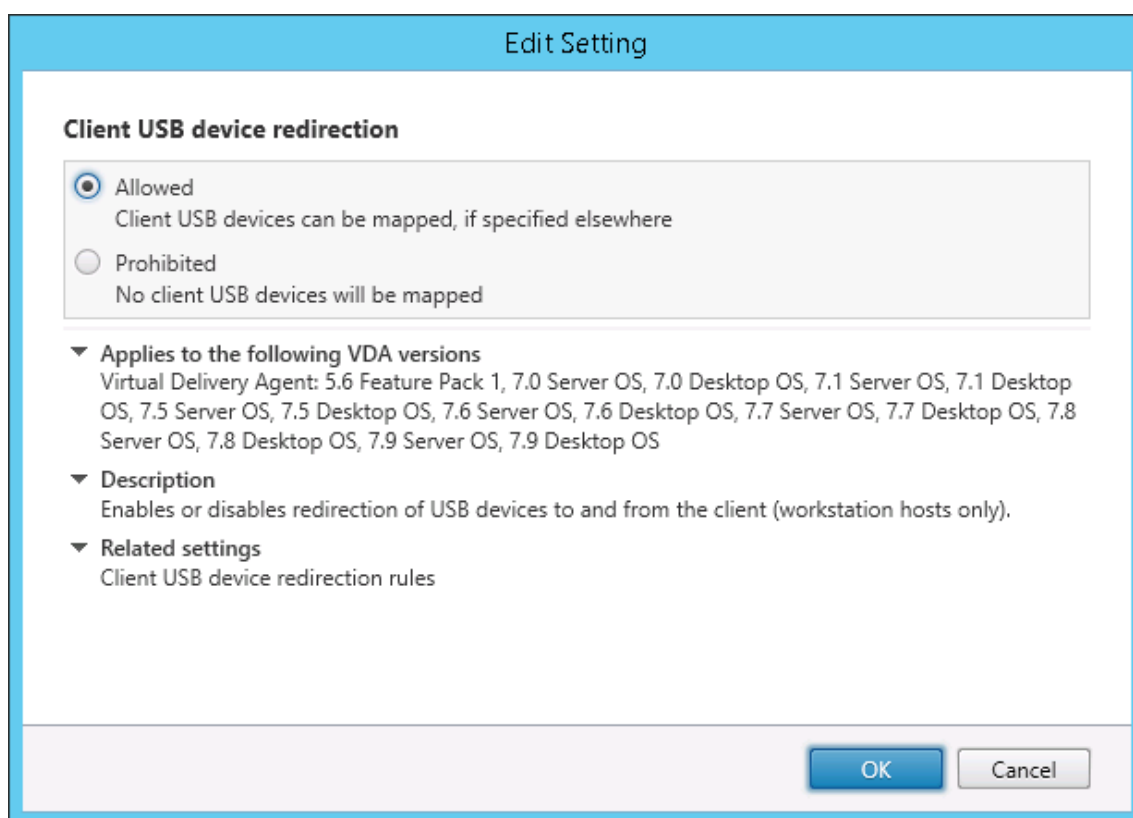 Edit Setting
Client USB device redirection
Allowed
Client USB devices can be mapped, if specified elsewhere
Prohibited
No client USB devices will be mapped
Applies to the following VDA versions
Virtual Delivery Agent: 5.6 Feature Pack 1, 7.0 Server OS, 7.0 Desktop OS, 7.1 Server OS, 7.1 Desktop
OS, 7.5 Server OS, 7.5 Desktop OS, 7.6 Server OS, 7.6 Desktop OS, 7.7 Server OS, 7.7 Desktop OS, 7.8
Server OS, 7.8 Desktop OS, 7.9 Server OS, 7.9 Desktop OS
Description
Enables or disables redirection of USB devices to and from the client (workstation hosts only).
Related settings
Client USB device redirection rules
OK
Cancel